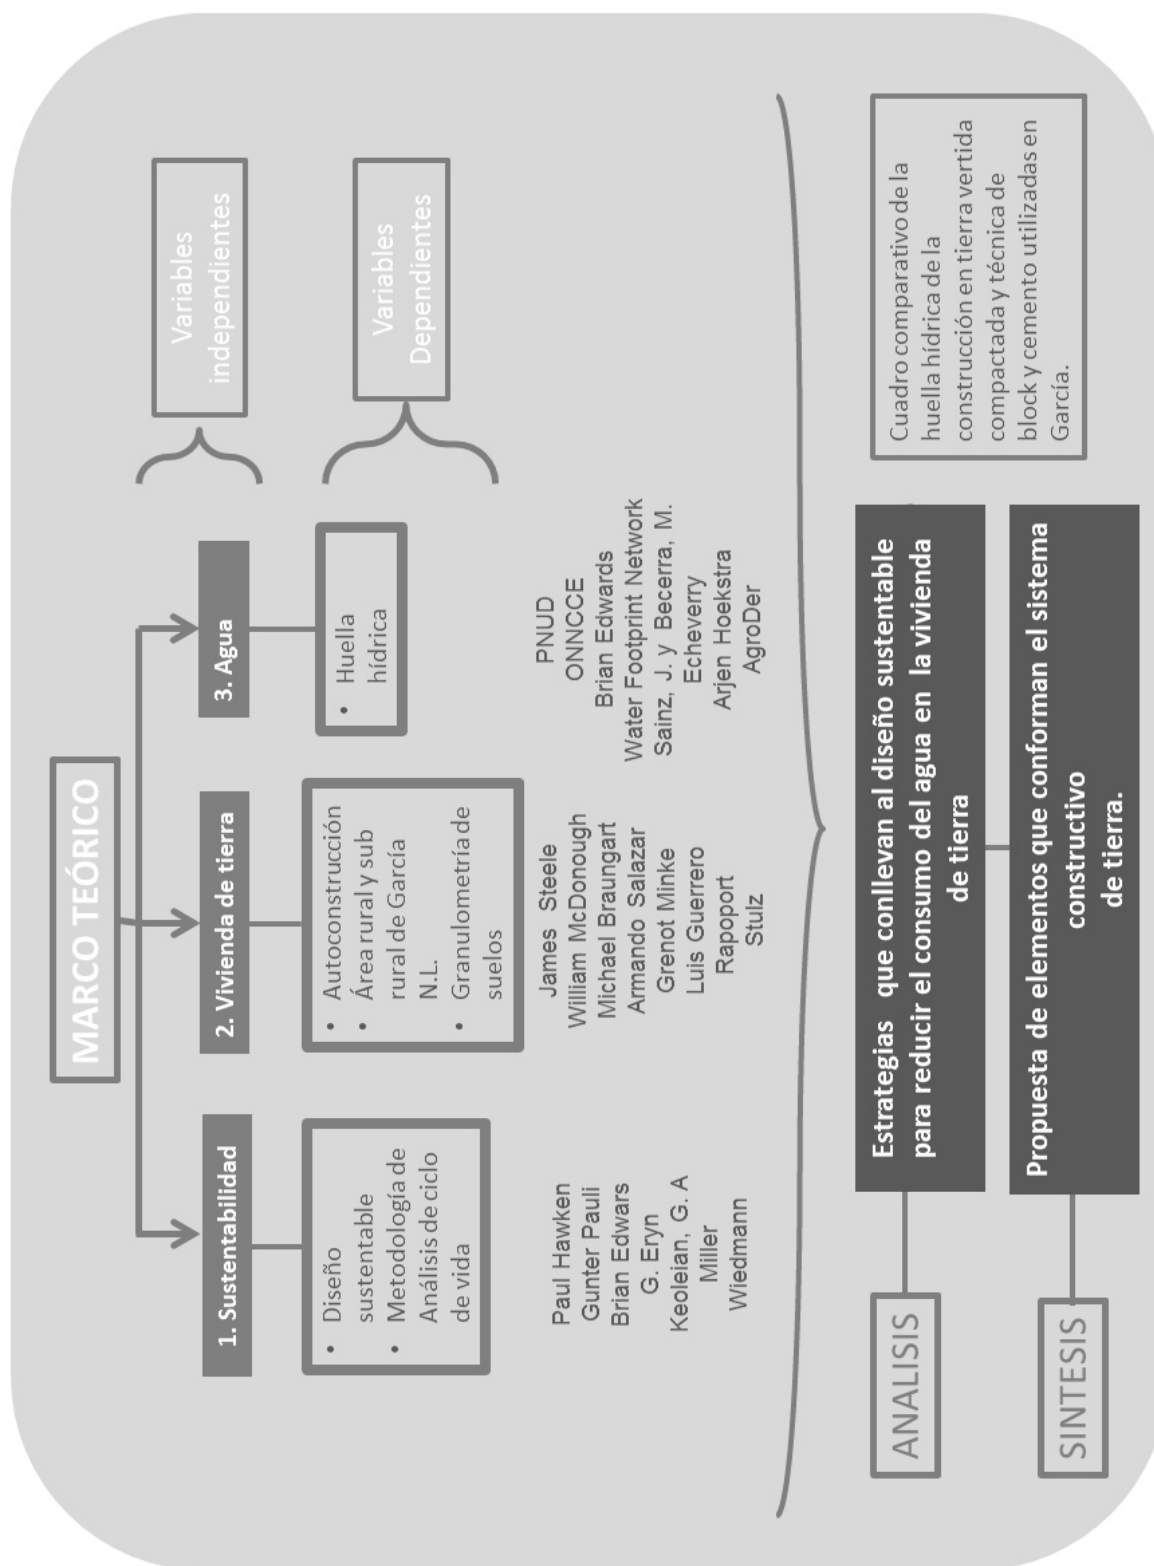 MARCO TEÓRICO
1. Sustentabilidad
2. Vivienda de tierra
3. Agua
Variables
independientes
• Diseño
sustentable
• Metodología de
Análisis de ciclo
de vida
• Autoconstrucción
• Área rural y sub
rural de García
N.L.
• Granulometría de
suelos
• Huella
hídrica
Variables
Dependientes
Paul Hawken
Gunter Pauli
Brian Edwars
G. Eryn
Keoleian, G. A
Miller
Wiedmann
James Steele
William McDonough
Michael Braungart
Armando Salazar
Grenot Minke
Luis Guerrero
Rapoport
Stulz
PNUD
ONNCCE
Brian Edwards
Water Footprint Network
Sainz, J. y Becerra, M.
Echeverry
Arjen Hoekstra
AgroDer
ANALISIS
Estrategias que conllevan al diseño sustentable
para reducir el consumo del agua en la vivienda
de tierra
Cuadro comparativo de la
huella hídrica de la
construcción en tierra vertida
compactada y técnica de
block y cemento utilizadas en
García.
SINTESIS
Propuesta de elementos que conforman el sistema
constructivo
de tierra.